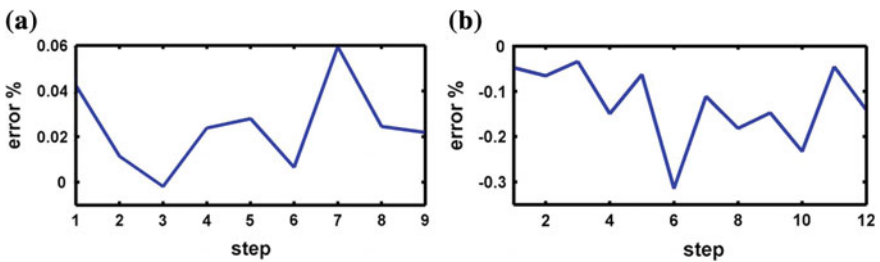 (a)
0.06
0.04
0.02
0
error %
1 2 3 4 5 6 7 8 9
step
(b)
0
-0.1
-0.2
-0.3
error %
2 4 6 8 10 12
step